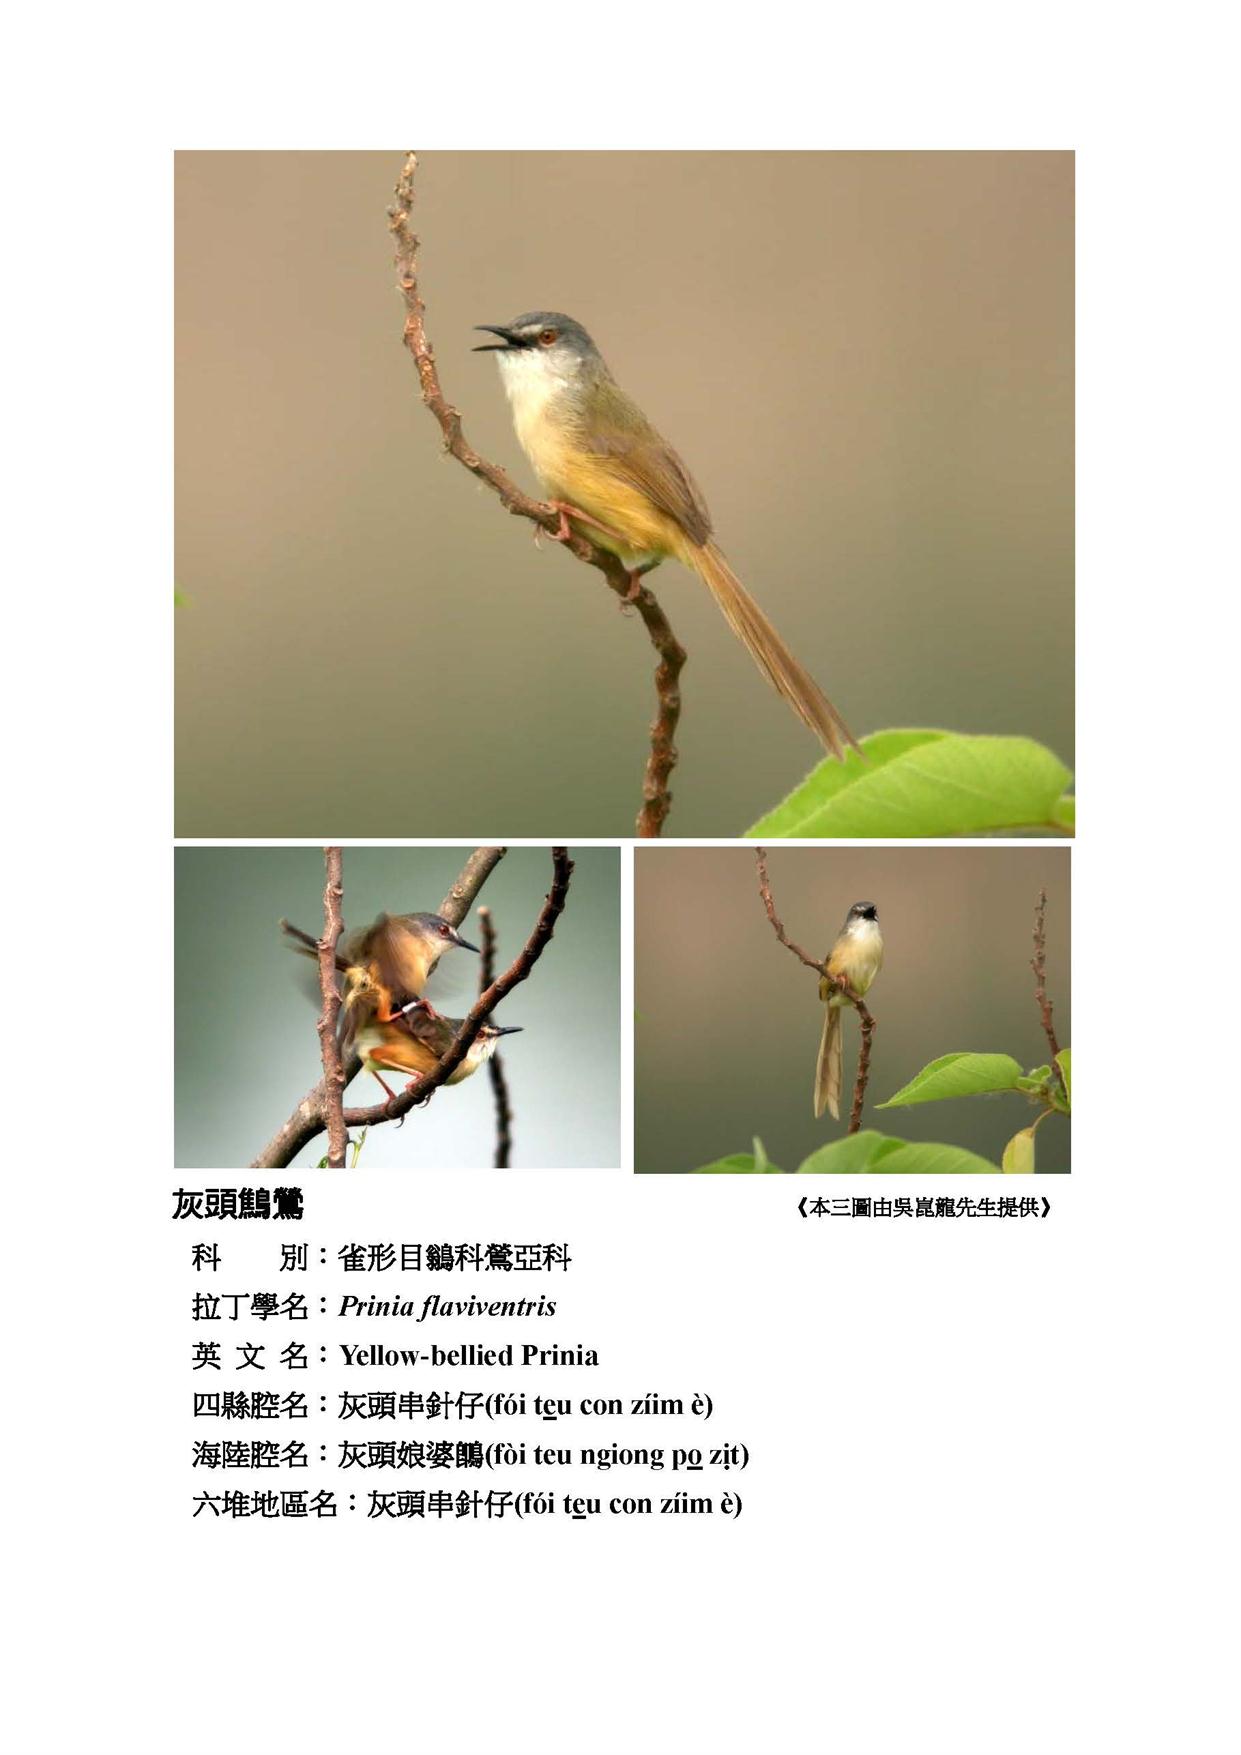 灰頭鷦鶯
《本三圖由吳崑龍先生提供》
科　　別：雀形目鶲科鶯亞科
拉丁學名：Prinia flaviventris
英 文 名：Yellow-bellied Prinia
四縣腔名：灰頭串針仔(fói teu con zíim è)
海陸腔名：灰頭娘婆(fòi teu ngiong po zịt)
六堆地區名：灰頭串針仔(fói teu con zíim è)